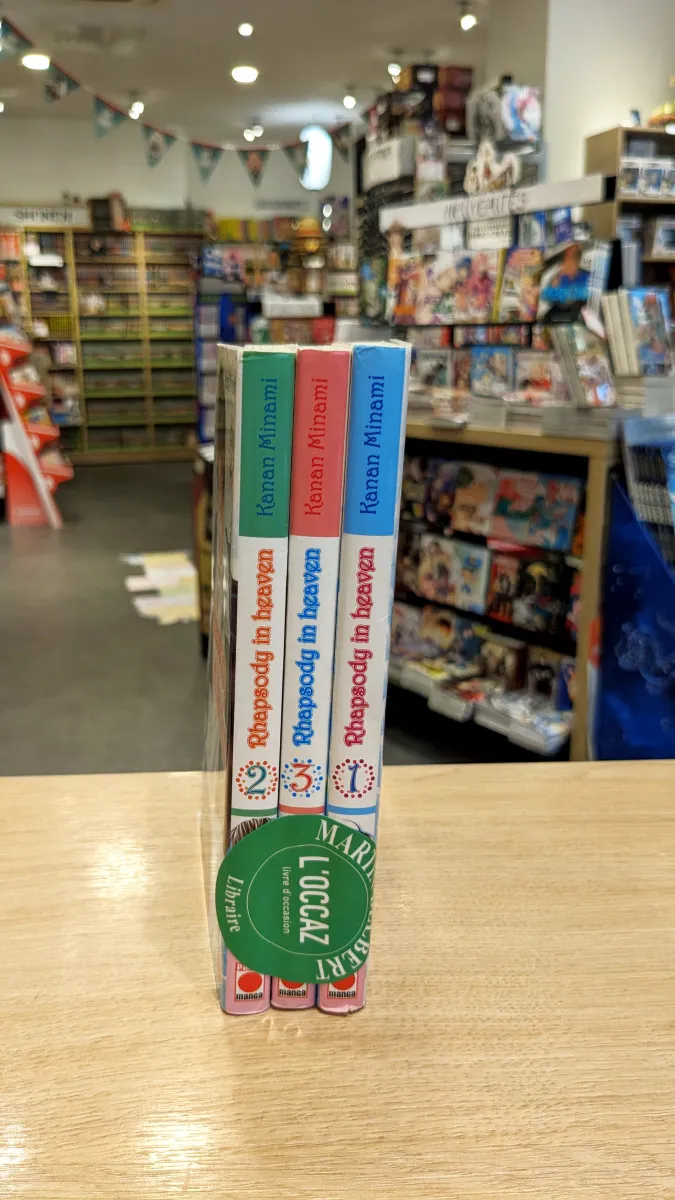 Kanan Minami
Rhapsody in heaven
2
Kanan Minami
Rhapsody in heaven
3
Kanan Minami
Rhapsody in heaven
1
L'OCCAZ
livre d'occasion
Libraire
manga
manga
manga